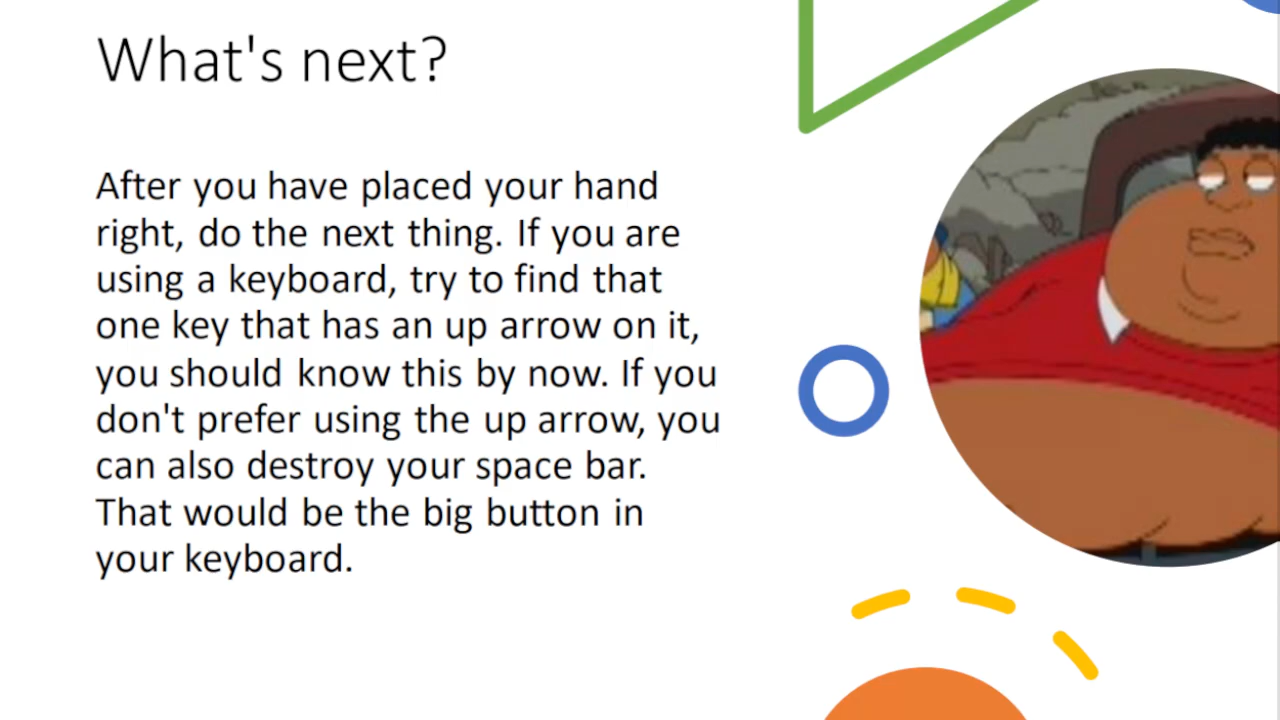 What's next?
After you have placed your hand
right, do the next thing. If you are
using a keyboard, try to find that
one key that has an up arrow on it,
you should know this by now. If you
don't prefer using the up arrow, you
can also destroy your space bar.
That would be the big button in
your keyboard.